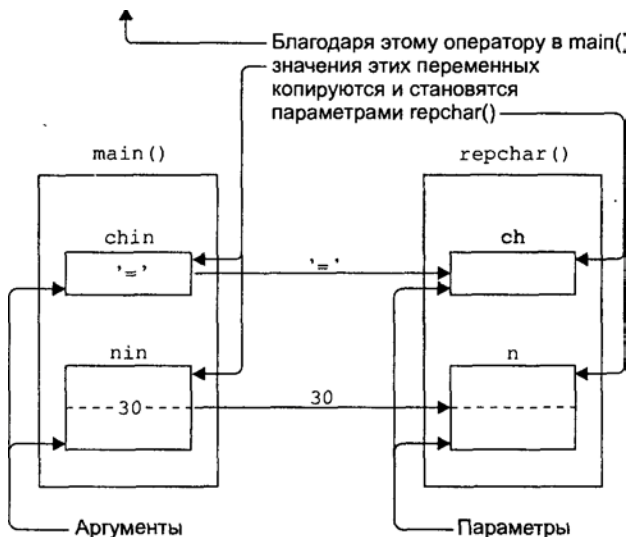 Благодаря этому оператору в main()
значения этих переменных
копируются и становятся
параметрами repchar()
main()
repchar()
chin
ch
'='
'='
nin
n
30
30
Аргументы
Параметры